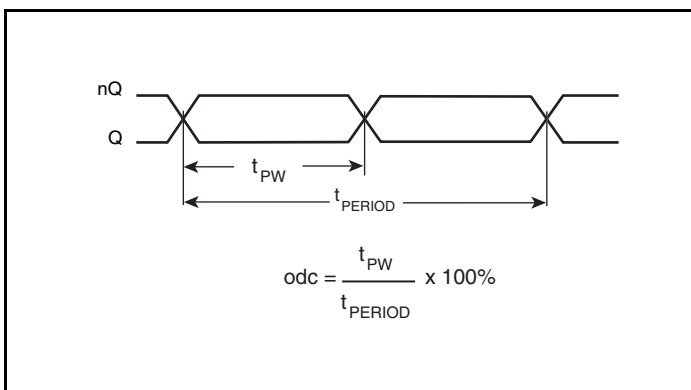 nQ
Q
tPW
tPERIOD
odc = tPW / tPERIOD x 100%